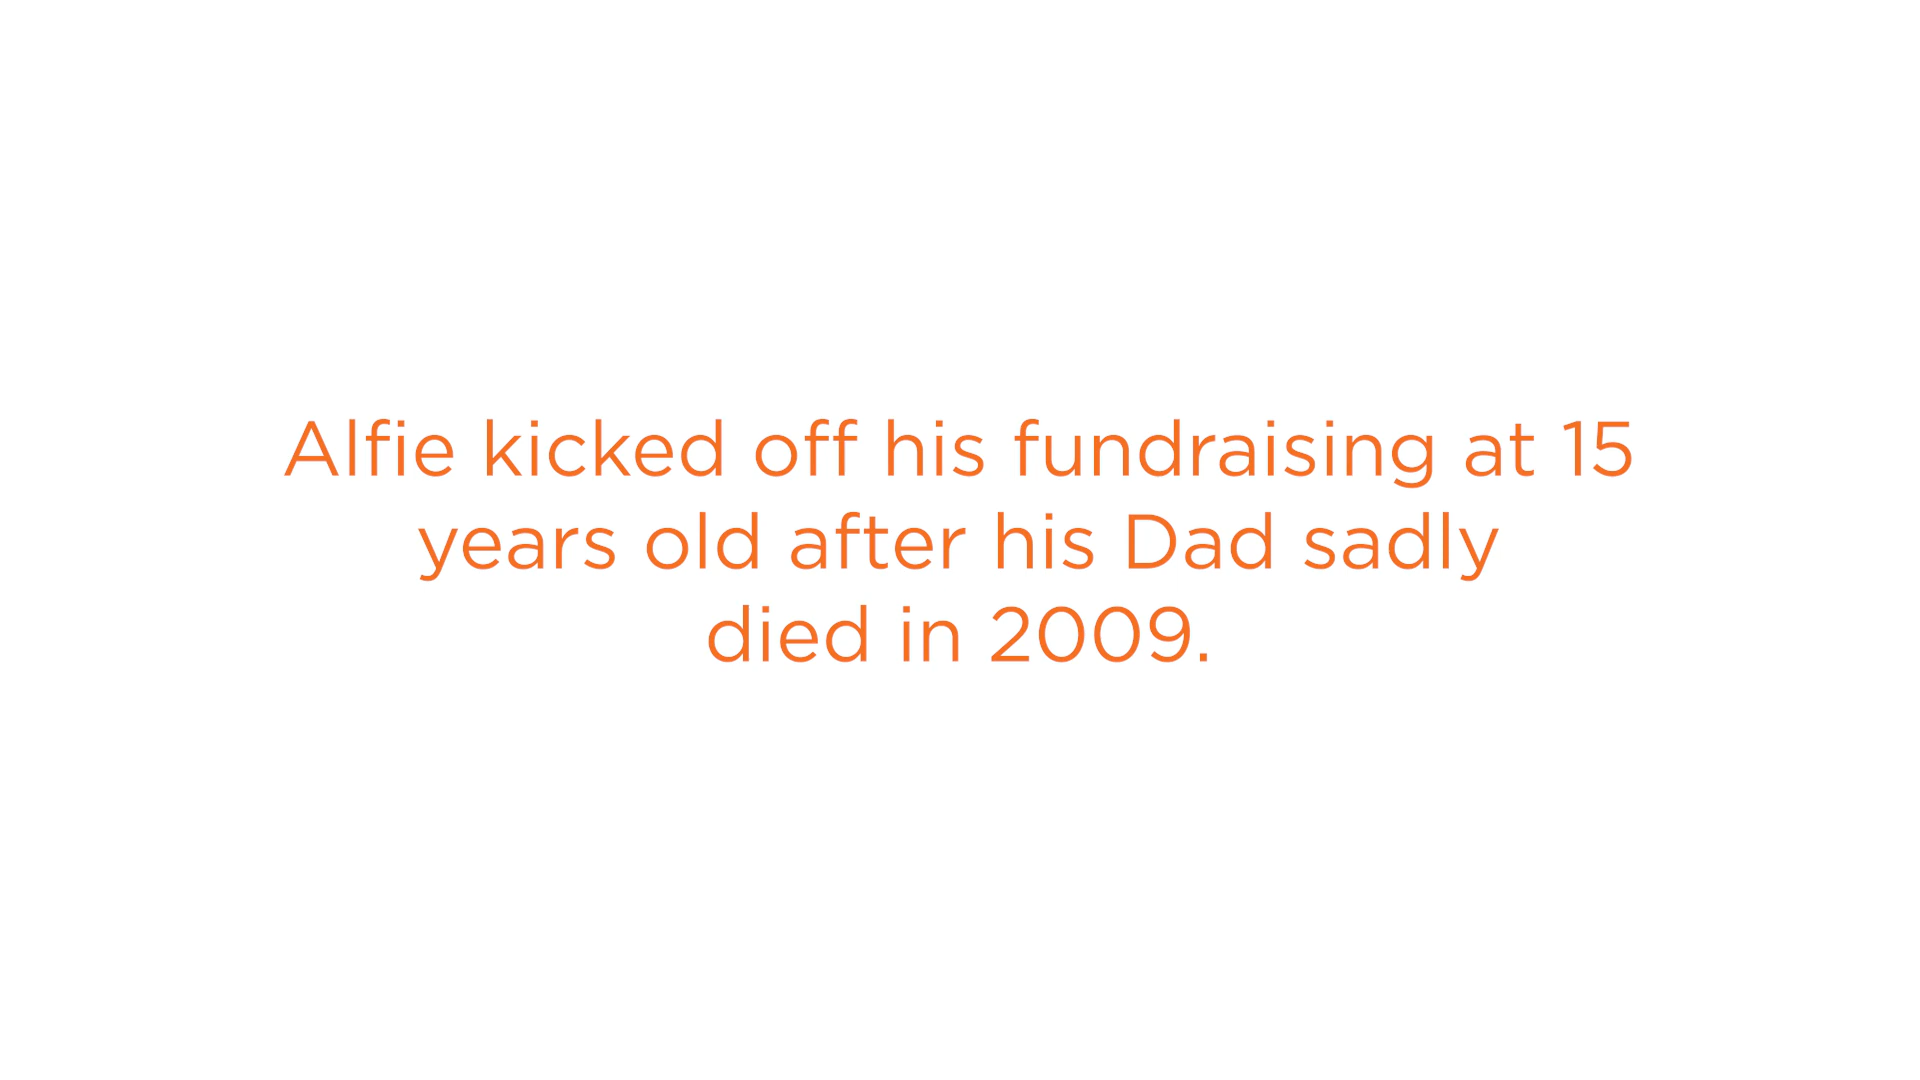 Alfie kicked off his fundraising at 15
years old after his Dad sadly
died in 2009.